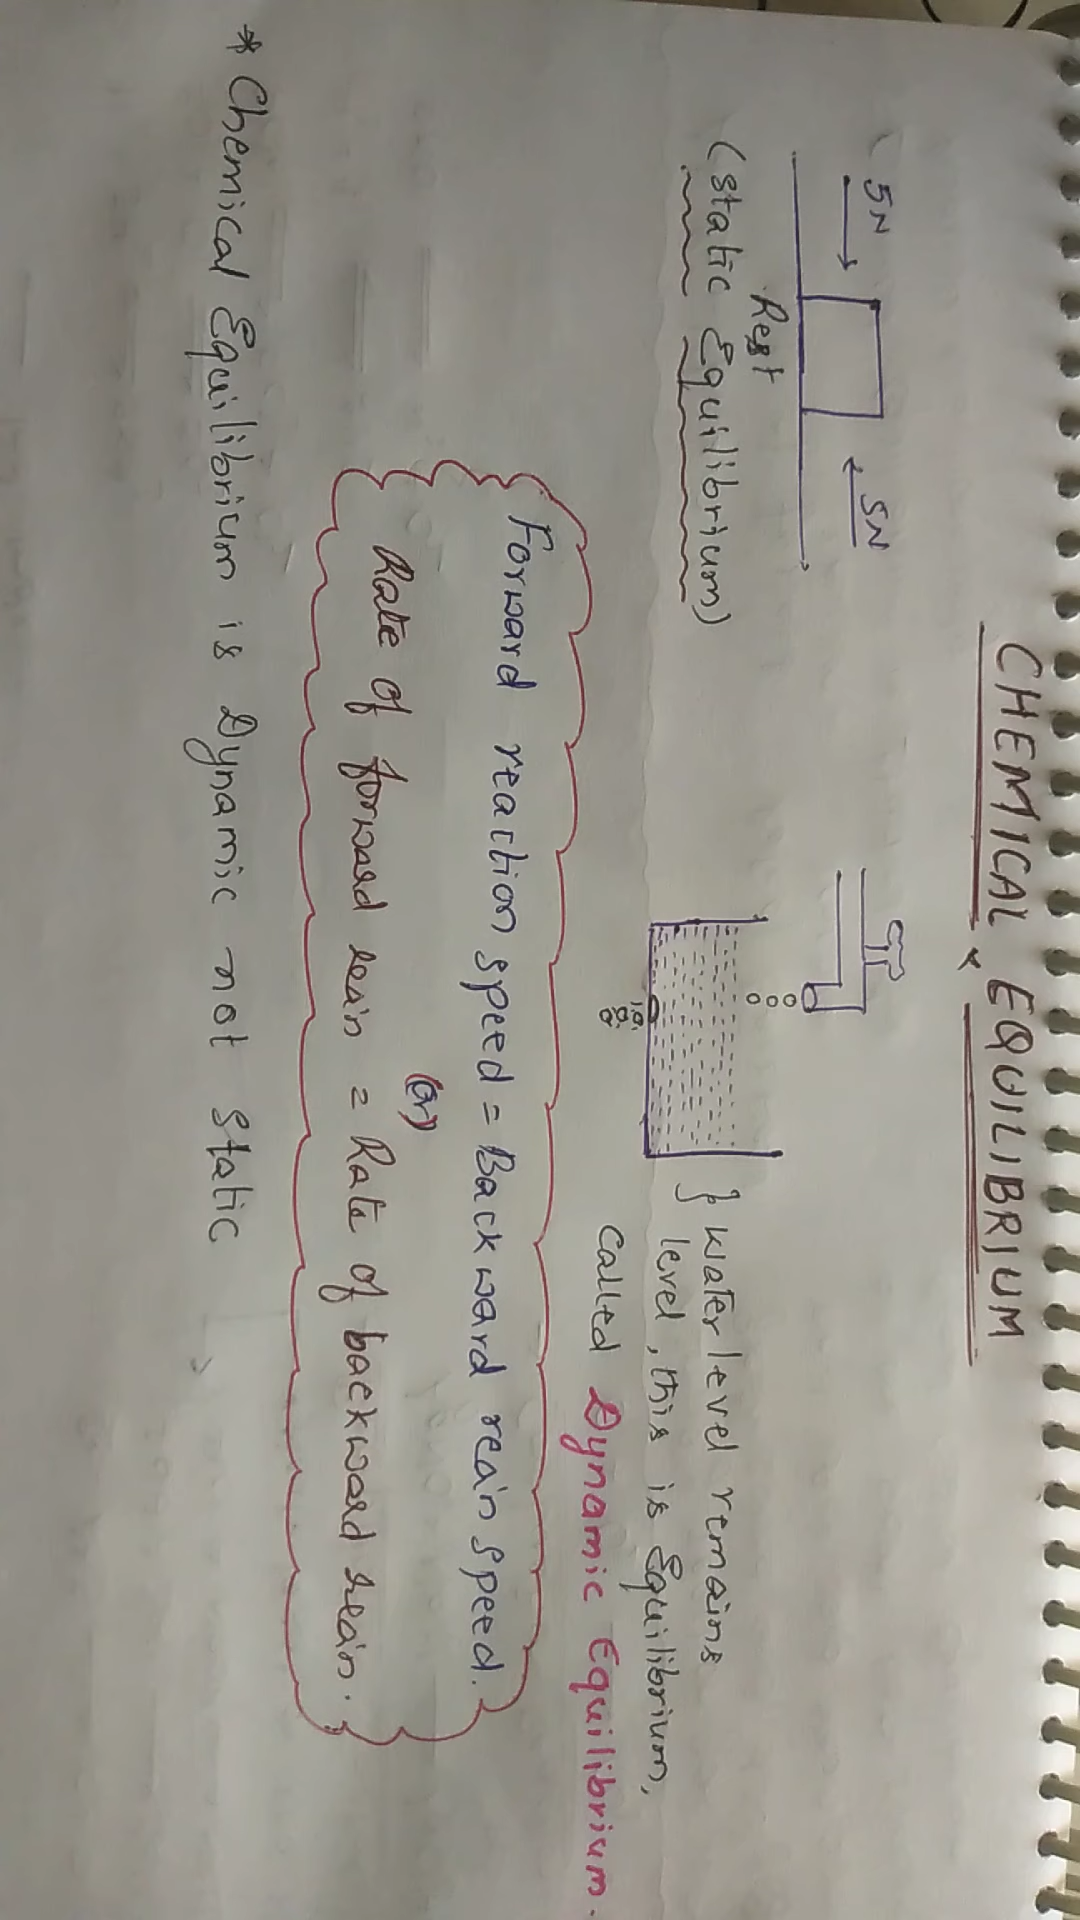 CHEMICAL EQUILIBRIUM
5N
5N
Rest
(static Equilibrium)
} water level remains
level, this is Equilibrium,
called Dynamic Equilibrium.
Forward reaction speed = Backward rea'n speed.
(or)
Rate of forward rea'n = Rate of backward rea'n.
* Chemical Equilibrium is Dynamic not static